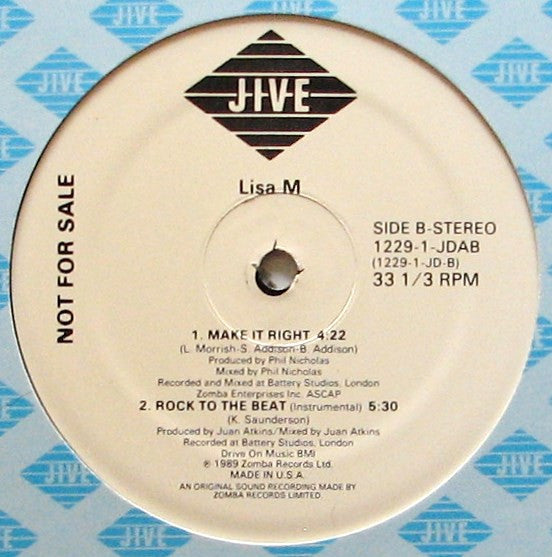 JIVE
JIVE
Lisa M
NOT FOR SALE
SIDE B-STEREO
1229-1-JDAB
(1229-1-JD-B)
33 1/3 RPM
1. MAKE IT RIGHT 4:22
(L. Morrish-S. Addison-B. Addison)
Produced by Phil Nicholas
Mixed by Phil Nicholas
Recorded and Mixed at Battery Studios, London
Zomba Enterprises Inc. ASCAP
2. ROCK TO THE BEAT (Instrumental) 5:30
(K. Saunderson)
Produced by Juan Atkins/Mixed by Juan Atkins
Recorded at Battery Studios, London
Drive On Music BMI
℗ 1989 Zomba Records Ltd.
MADE IN U.S.A.
AN ORIGINAL SOUND RECORDING MADE BY
ZOMBA RECORDS LIMITED.
JIVE
JIVE